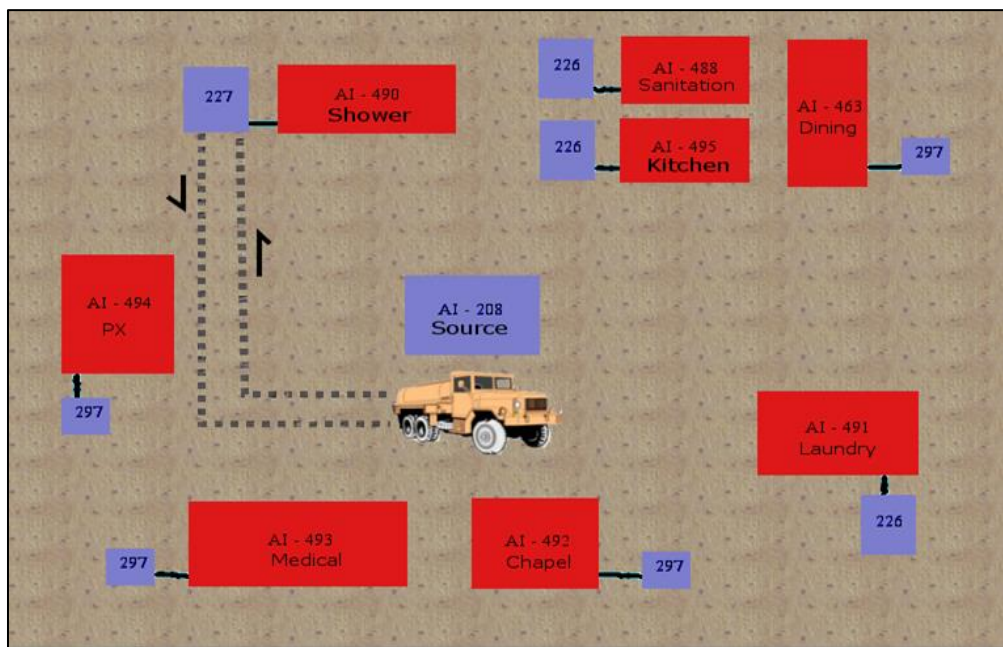 227
AI - 490
Shower
226
AI - 488
Sanitation
226
AI - 495
Kitchen
AI - 463
Dining
297
AI - 494
PX
297
AI - 208
Source
AI - 491
Laundry
226
297
AI - 493
Medical
AI - 492
Chapel
297